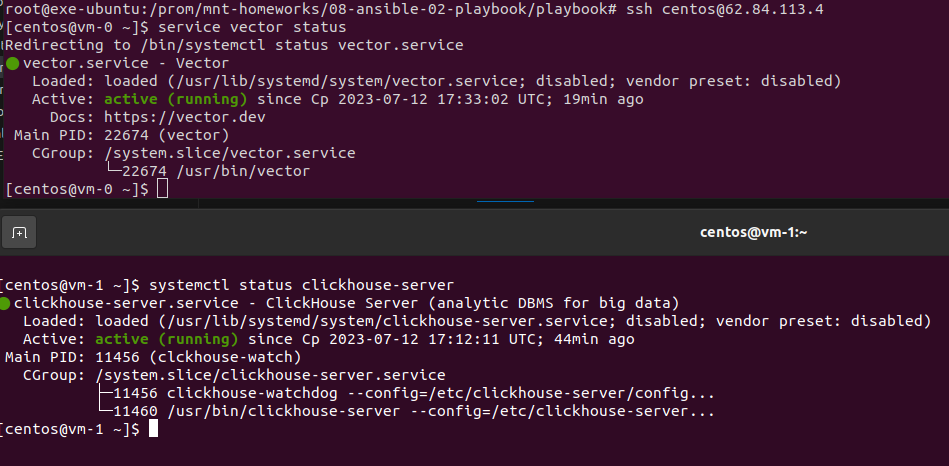 root@exe-ubuntu:/prom/mnt-homeworks/08-ansible-02-playbook/playbook# ssh centos@62.84.113.4
[centos@vm-0 ~]$ service vector status
Redirecting to /bin/systemctl status vector.service
● vector.service - Vector
   Loaded: loaded (/usr/lib/systemd/system/vector.service; disabled; vendor preset: disabled)
   Active: active (running) since Ср 2023-07-12 17:33:02 UTC; 19min ago
     Docs: https://vector.dev
 Main PID: 22674 (vector)
   CGroup: /system.slice/vector.service
           └─22674 /usr/bin/vector
[centos@vm-0 ~]$
centos@vm-1:~
[centos@vm-1 ~]$ systemctl status clickhouse-server
● clickhouse-server.service - ClickHouse Server (analytic DBMS for big data)
   Loaded: loaded (/usr/lib/systemd/system/clickhouse-server.service; disabled; vendor preset: disabled)
   Active: active (running) since Ср 2023-07-12 17:12:11 UTC; 44min ago
 Main PID: 11456 (clckhouse-watch)
   CGroup: /system.slice/clickhouse-server.service
           ├─11456 clickhouse-watchdog --config=/etc/clickhouse-server/config...
           └─11460 /usr/bin/clickhouse-server --config=/etc/clickhouse-server...
[centos@vm-1 ~]$